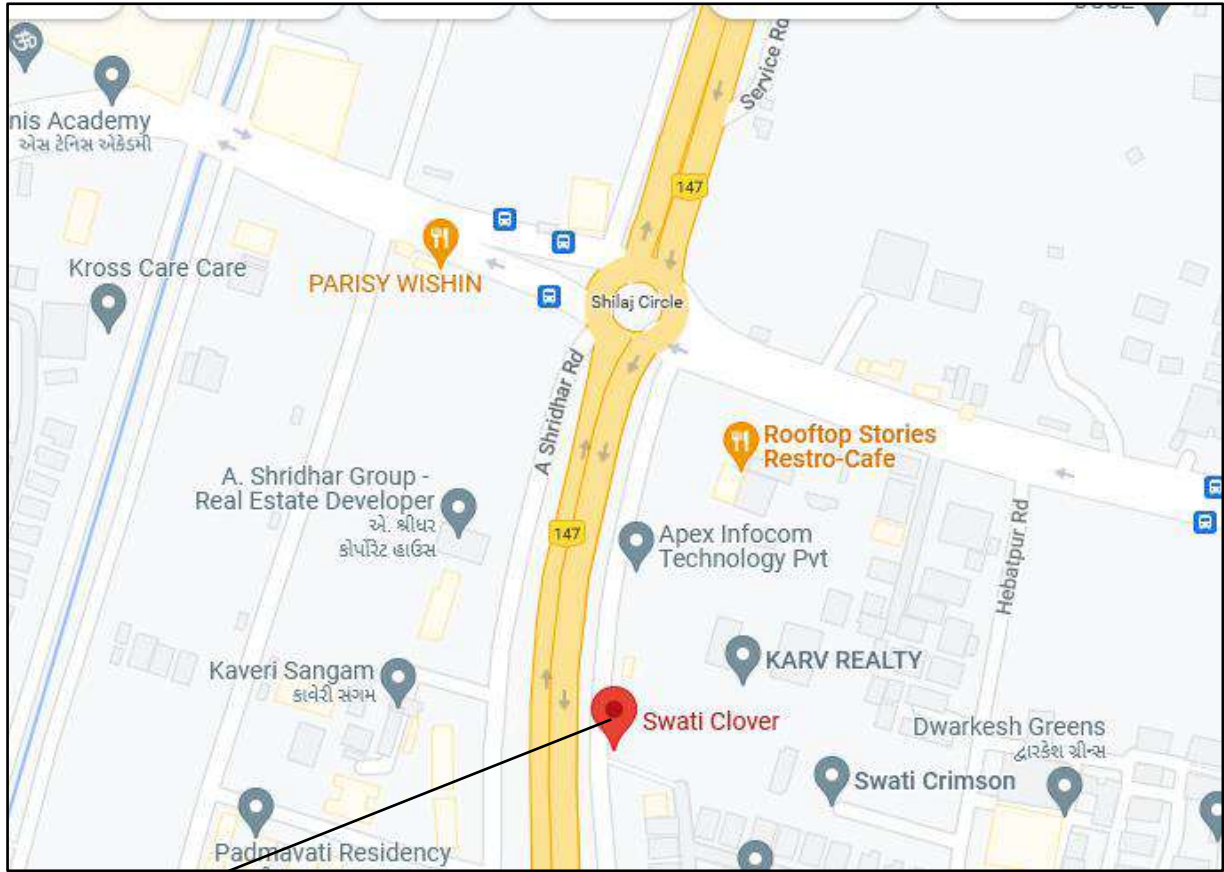 Service Rd
nis Academy
એસ ટેનિસ એકેડમી
147
Kross Care Care
PARISY WISHIN
Shilaj Circle
A Shridhar Rd
Rooftop Stories
Restro-Cafe
A. Shridhar Group -
Real Estate Developer
એ. શ્રીધર
કોર્પોરેટ હાઉસ
147
Apex Infocom
Technology Pvt
Hebatpur Rd
Kaveri Sangam
કાવેરી સંગમ
KARV REALTY
Swati Clover
Dwarkesh Greens
દ્વારકેશ ગ્રીન્સ
Swati Crimson
Padmavati Residency